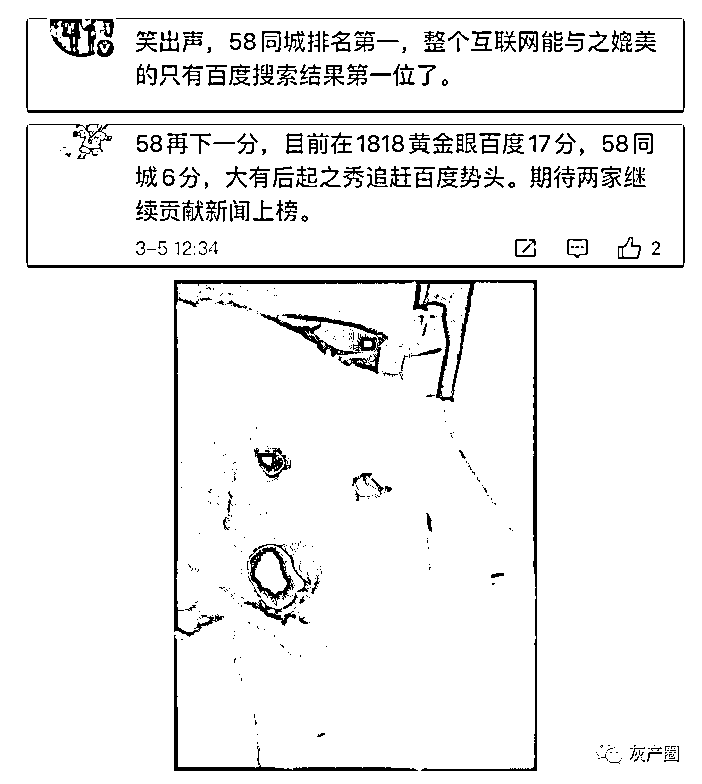 笑出声，58同城排名第一，整个互联网能与之媲美
的只有百度搜索结果第一位了。
58再下一分，目前在1818黄金眼百度17分，58同
城6分，大有后起之秀追赶百度势头。期待两家继
续贡献新闻上榜。
3-5 12:34
2
灰产圈